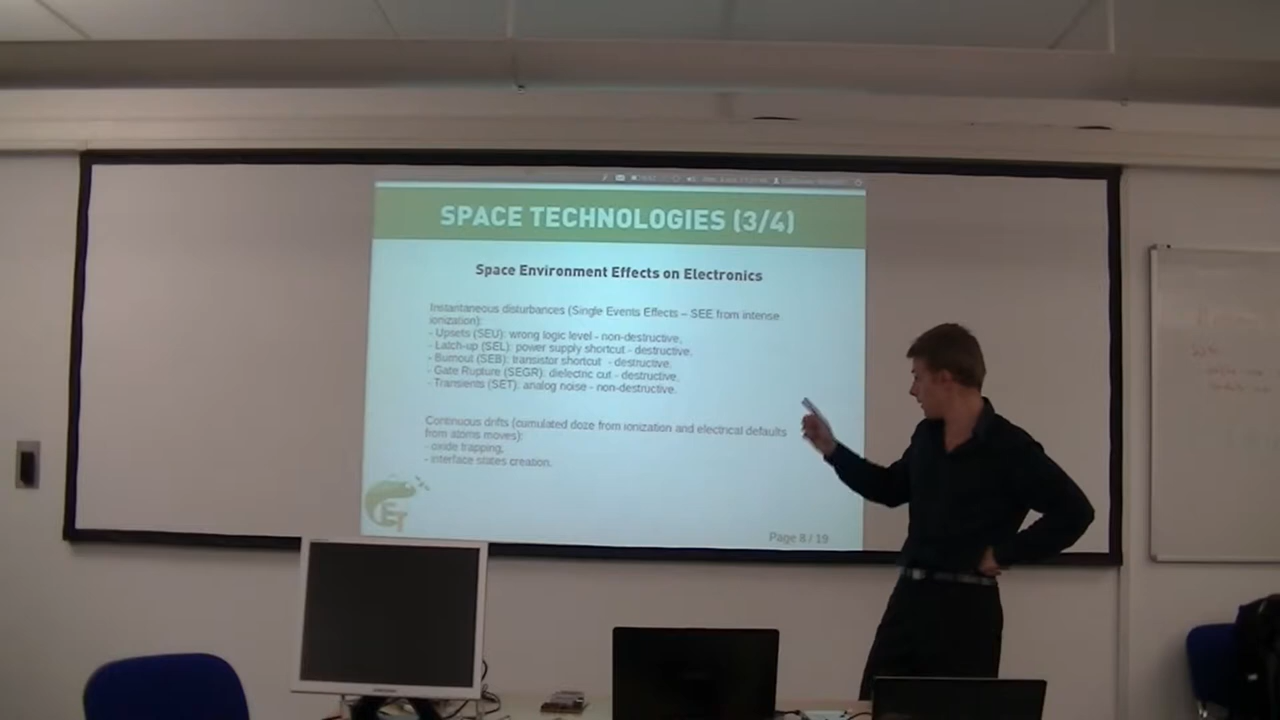 SPACE TECHNOLOGIES (3/4)
Space Environment Effects on Electronics
Instantaneous disturbances (Single Events Effects – SEE from intense
ionization):
- Upsets (SEU): wrong logic level - non-destructive,
- Latch-up (SEL): power supply shortcut - destructive,
- Burnout (SEB): transistor shortcut - destructive,
- Gate Rupture (SEGR): dielectric cut - destructive,
- Transients (SET): analog noise - non-destructive.
Continuous drifts (cumulated doze from ionization and electrical defaults
from atoms moves):
- oxide trapping,
- interface states creation.
ET
Page 8 / 19